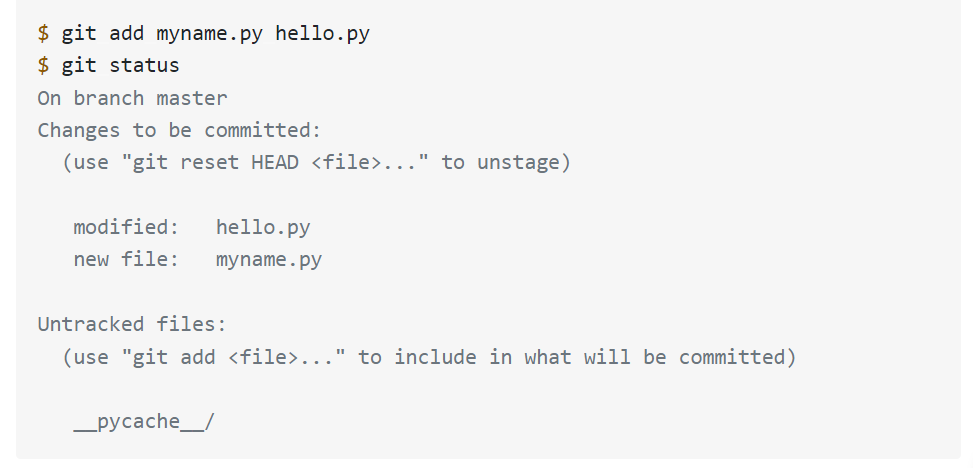 $ git add myname.py hello.py
$ git status
On branch master
Changes to be committed:
  (use "git reset HEAD <file>..." to unstage)

   modified:   hello.py
   new file:   myname.py

Untracked files:
  (use "git add <file>..." to include in what will be committed)

   __pycache__/